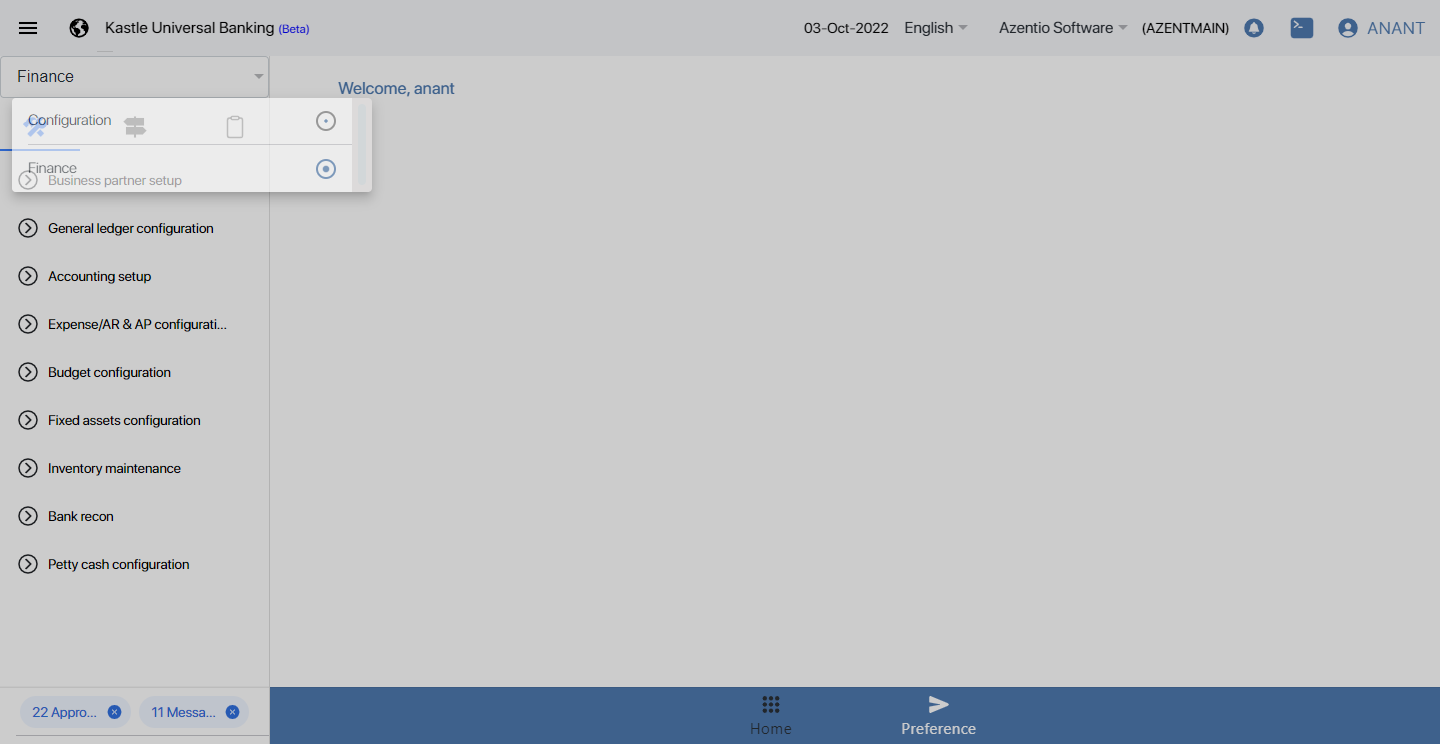 Kastle Universal Banking (Beta)
03-Oct-2022 English Azentio Software (AZENTMAIN) ANANT
Finance
Welcome, anant
Configuration
Finance
Business partner setup
General ledger configuration
Accounting setup
Expense/AR & AP configurati...
Budget configuration
Fixed assets configuration
Inventory maintenance
Bank recon
Petty cash configuration
22 Appro... 11 Messa...
Home Preference